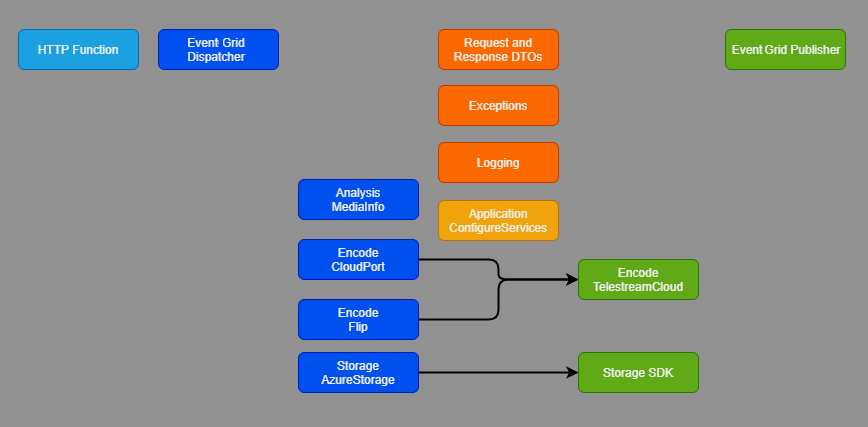 HTTP Function
Event Grid
Dispatcher
Request and
Response DTOs
Event Grid Publisher
Exceptions
Logging
Analysis
MediaInfo
Application
ConfigureServices
Encode
CloudPort
Encode
TelestreamCloud
Encode
Flip
Storage
AzureStorage
Storage SDK